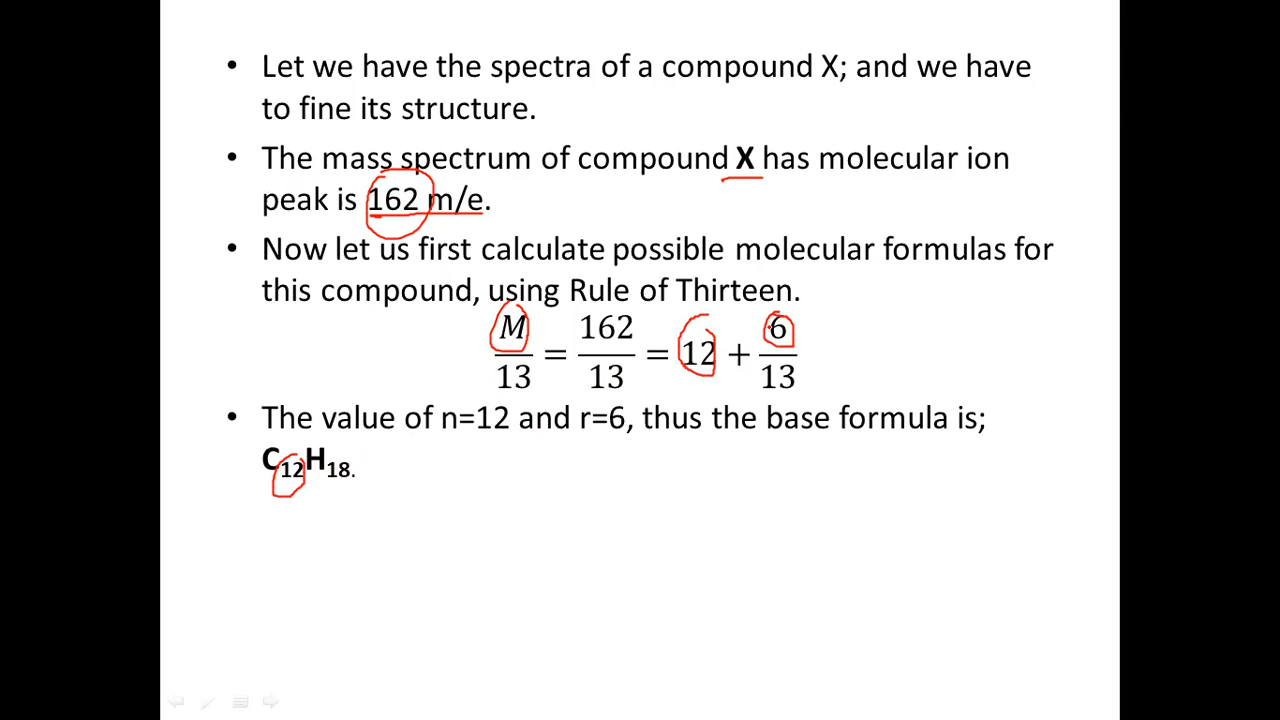 • Let we have the spectra of a compound X; and we have
to fine its structure.
• The mass spectrum of compound X has molecular ion
peak is 162 m/e.
• Now let us first calculate possible molecular formulas for
this compound, using Rule of Thirteen.
M/13 = 162/13 = 12 + 6/13
• The value of n=12 and r=6, thus the base formula is;
C₁₂H₁₈.